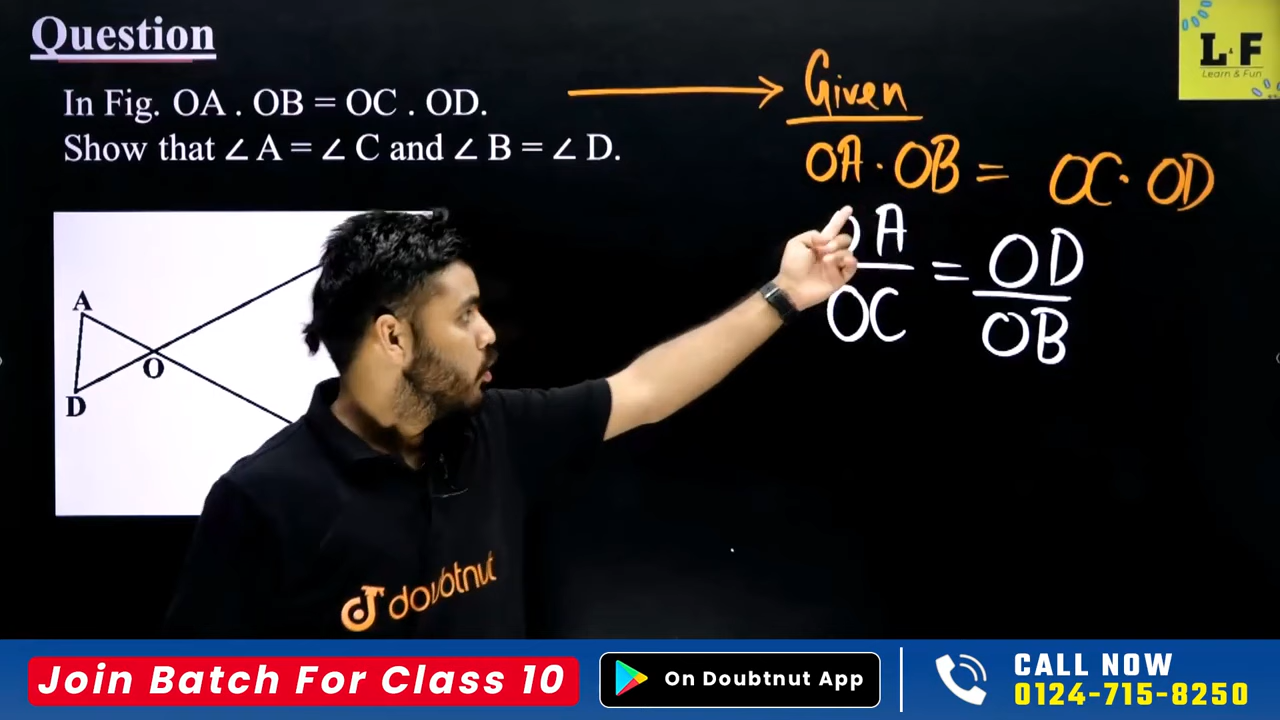 Question
In Fig. OA . OB = OC . OD.
Show that ∠ A = ∠ C and ∠ B = ∠ D.
Given
OA · OB = OC · OD
OA = OD
OC OB
L & F
Learn & Fun
A
O
D
doubtnut
Join Batch For Class 10
On Doubtnut App
CALL NOW
0124-715-8250